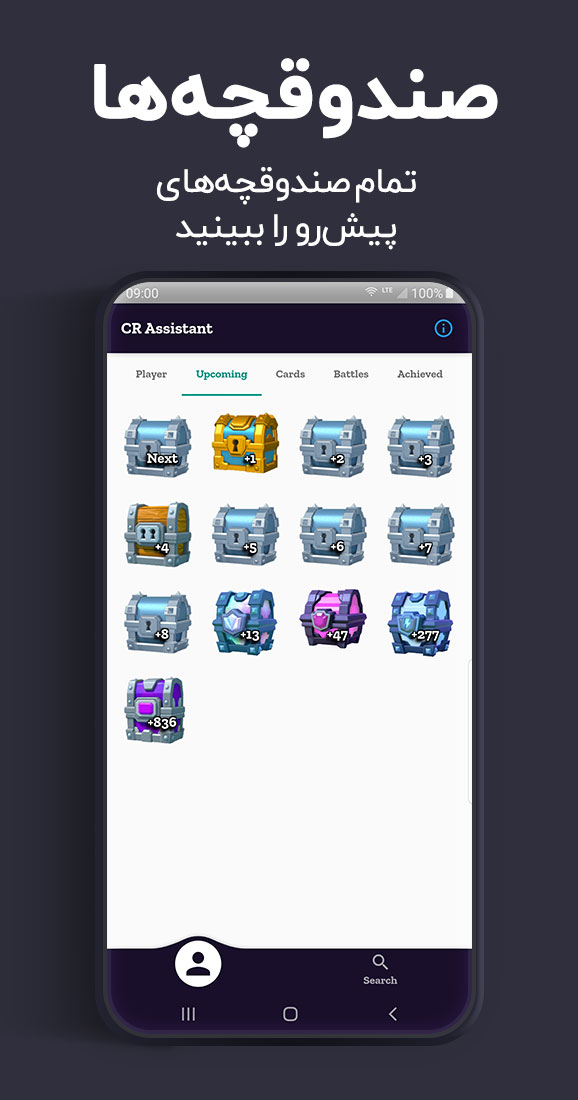 صندوقچه‌ها
تمام صندوقچه‌های
پیش‌رو را ببینید
09:00 LTE 100%
CR Assistant
Player Upcoming Cards Battles Achieved
Next +1 +2 +3
+4 +5 +6 +7
+8 +13 +47 +277
+836
Search